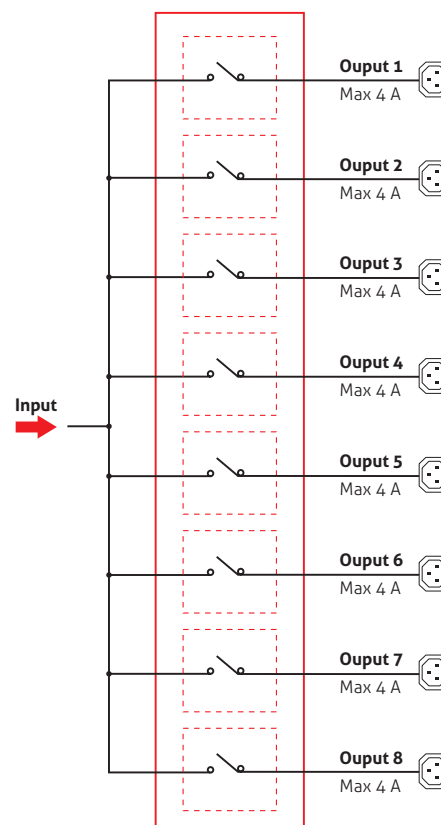 Ouput 1
Max 4 A
Ouput 2
Max 4 A
Ouput 3
Max 4 A
Ouput 4
Max 4 A
Input
Ouput 5
Max 4 A
Ouput 6
Max 4 A
Ouput 7
Max 4 A
Ouput 8
Max 4 A